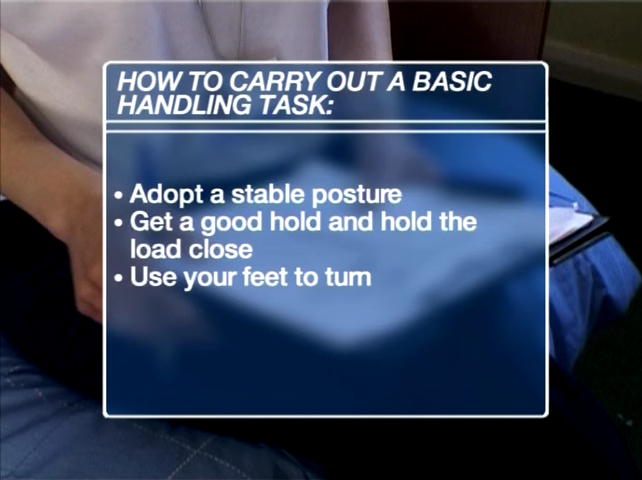 HOW TO CARRY OUT A BASIC
HANDLING TASK:
• Adopt a stable posture
• Get a good hold and hold the
load close
• Use your feet to turn